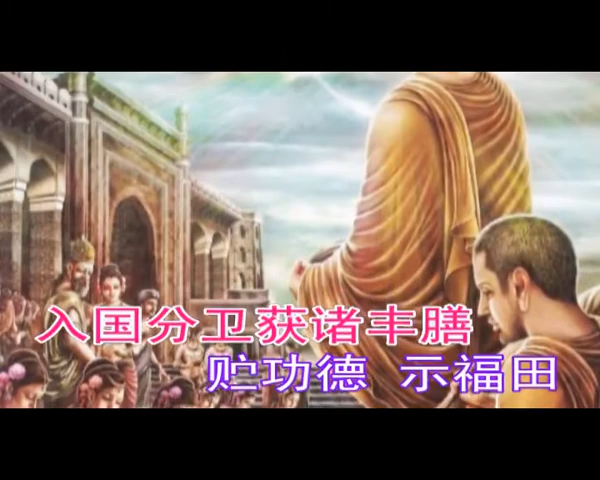 入国分卫获诸丰膳
贮功德 示福田